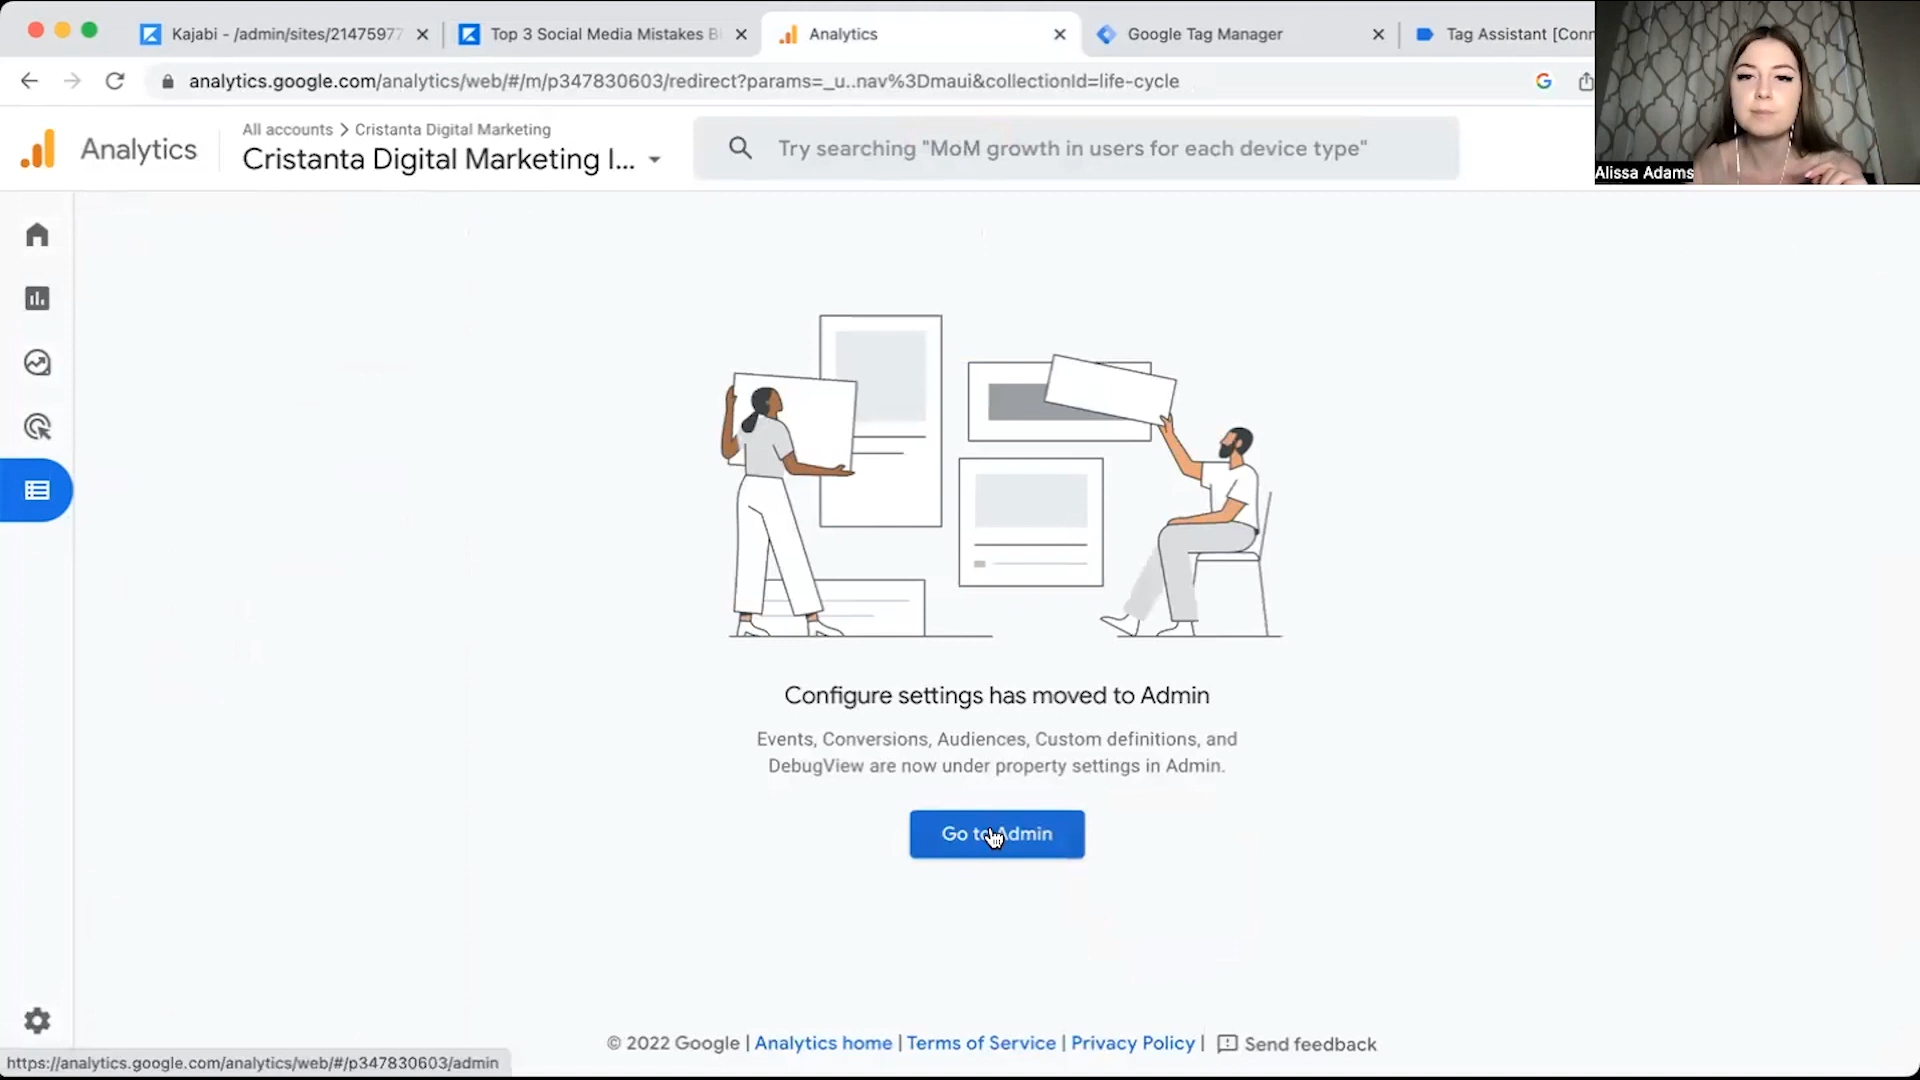 Kajabi - /admin/sites/21475977
Top 3 Social Media Mistakes B
Analytics
Google Tag Manager
Tag Assistant [Conn
analytics.google.com/analytics/web/#/m/p347830603/redirect?params=_u..nav%3Dmaui&collectionId=life-cycle
Alissa Adams
Analytics
All accounts > Cristanta Digital Marketing
Cristanta Digital Marketing I...
Try searching "MoM growth in users for each device type"
Configure settings has moved to Admin
Events, Conversions, Audiences, Custom definitions, and
DebugView are now under property settings in Admin.
Go to Admin
© 2022 Google | Analytics home | Terms of Service | Privacy Policy | Send feedback
https://analytics.google.com/analytics/web/#/p347830603/admin